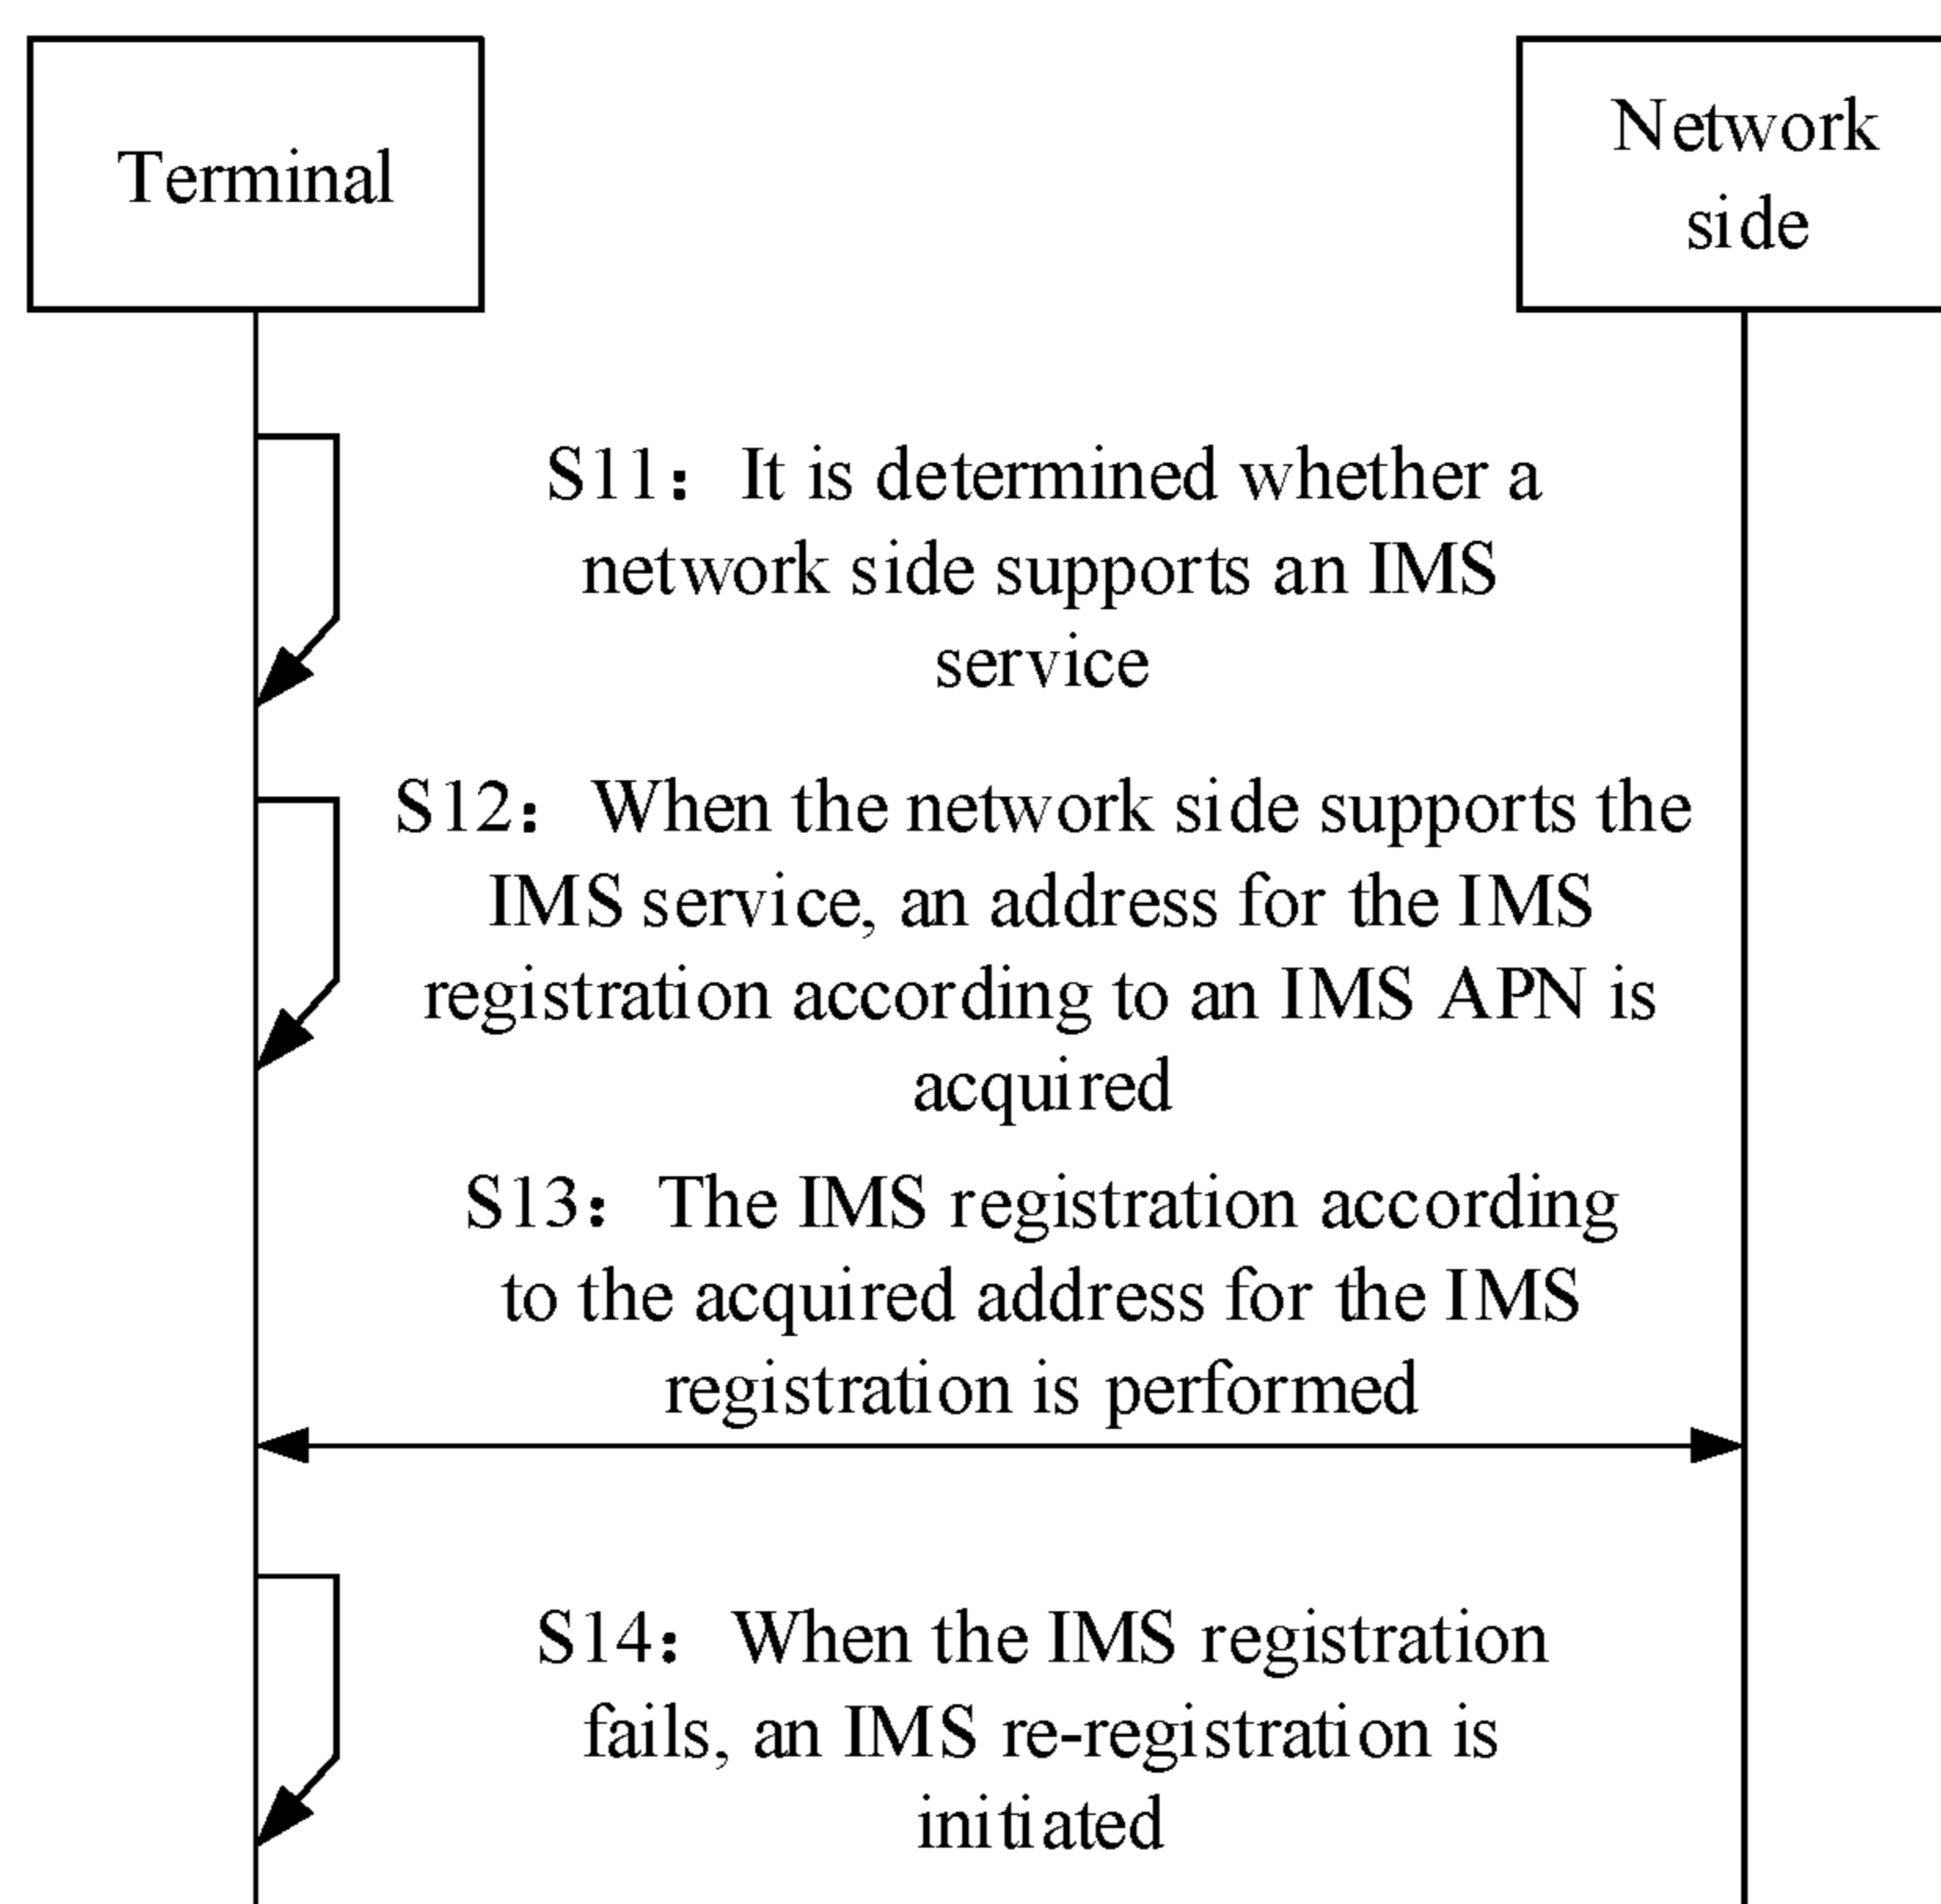 Terminal
Network
side
S11： It is determined whether a
network side supports an IMS
service
S12： When the network side supports the
IMS service, an address for the IMS
registration according to an IMS APN is
acquired
S13： The IMS registration according
to the acquired address for the IMS
registration is performed
S14： When the IMS registration
fails, an IMS re-registration is
initiated